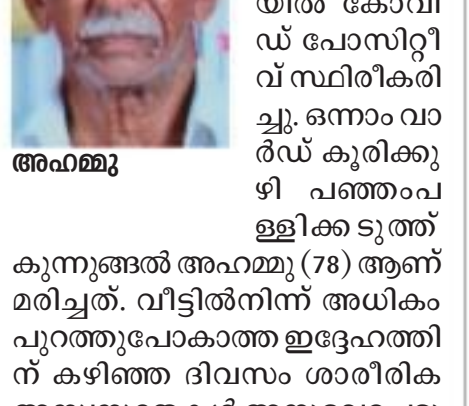 യിൽ കോവി
ഡ് പോസിറ്റീ
വ് സ്ഥിരീകരി
ച്ചു. ഒന്നാം വാ
ർഡ് കൂരിക്കു
ഴി പഞ്ഞംപ
ള്ളിക്ക ടുത്ത്
അഹമ്മു
കുന്നുങ്ങൽ അഹമ്മു (78) ആണ്
മരിച്ചത്. വീട്ടിൽനിന്ന് അധികം
പുറത്തുപോകാത്ത ഇദ്ദേഹത്തി
ന് കഴിഞ്ഞ ദിവസം ശാരീരിക